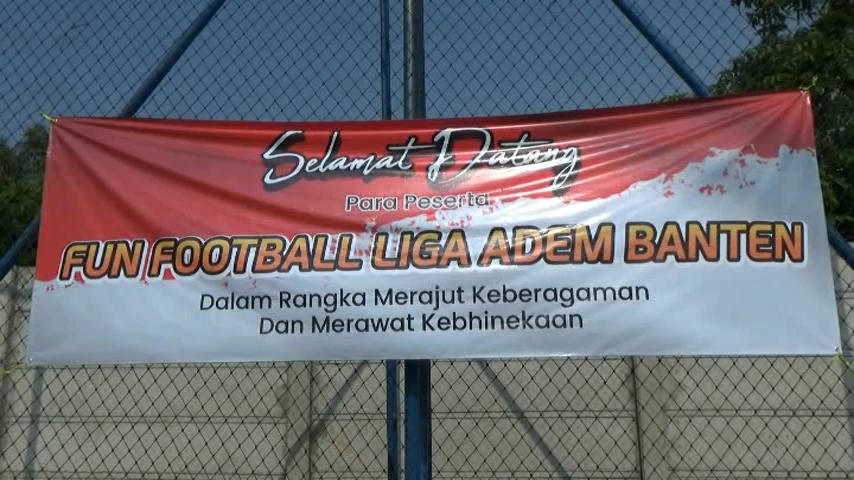 Selamat Datang
Para Peserta
FUN FOOTBALL LIGA ADEM BANTEN
Dalam Rangka Merajut Keberagaman
Dan Merawat Kebhinekaan